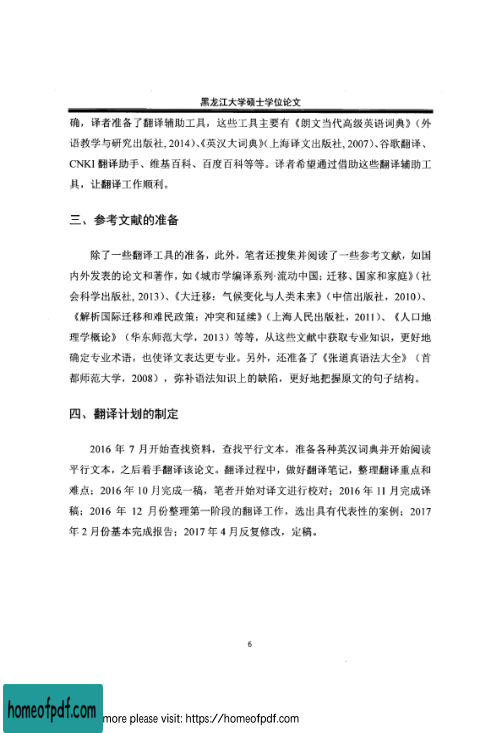 黑龙江大学硕士学位论文
确，译者准备了翻译辅助工具，这些工具主要有《朗文当代高级英语词典》（外
语教学与研究出版社, 2014）、《英汉大词典》（上海译文出版社, 2007）、谷歌翻译、
CNKI 翻译助手、维基百科、百度百科等等。译者希望通过借助这些翻译辅助工
具，让翻译工作顺利。
三、参考文献的准备
除了一些翻译工具的准备，此外，笔者还搜集并阅读了一些参考文献，如国
内外发表的论文和著作，如《城市学编译系列·流动中国：迁移、国家和家庭》（社
会科学出版社, 2013）、《大迁移：气候变化与人类未来》（中信出版社，2010）、
《解析国际迁移和难民政策：冲突和延续》（上海人民出版社，2011）、《人口地
理学概论》（华东师范大学，2013）等等，从这些文献中获取专业知识，更好地
确定专业术语，也使译文表达更专业。另外，还准备了《张道真语法大全》（首
都师范大学，2008），弥补语法知识上的缺陷，更好地把握原文的句子结构。
四、翻译计划的制定
2016 年 7 月开始查找资料，查找平行文本，准备各种英汉词典并开始阅读
平行文本，之后着手翻译该论文。翻译过程中，做好翻译笔记，整理翻译重点和
难点；2016 年 10 月完成一稿，笔者开始对译文进行校对；2016 年 11 月完成译
稿；2016 年 12 月份整理第一阶段的翻译工作，选出具有代表性的案例；2017
年 2 月份基本完成报告；2017 年 4 月反复修改，定稿。
6
homeofpdf.com
more please visit: https://homeofpdf.com